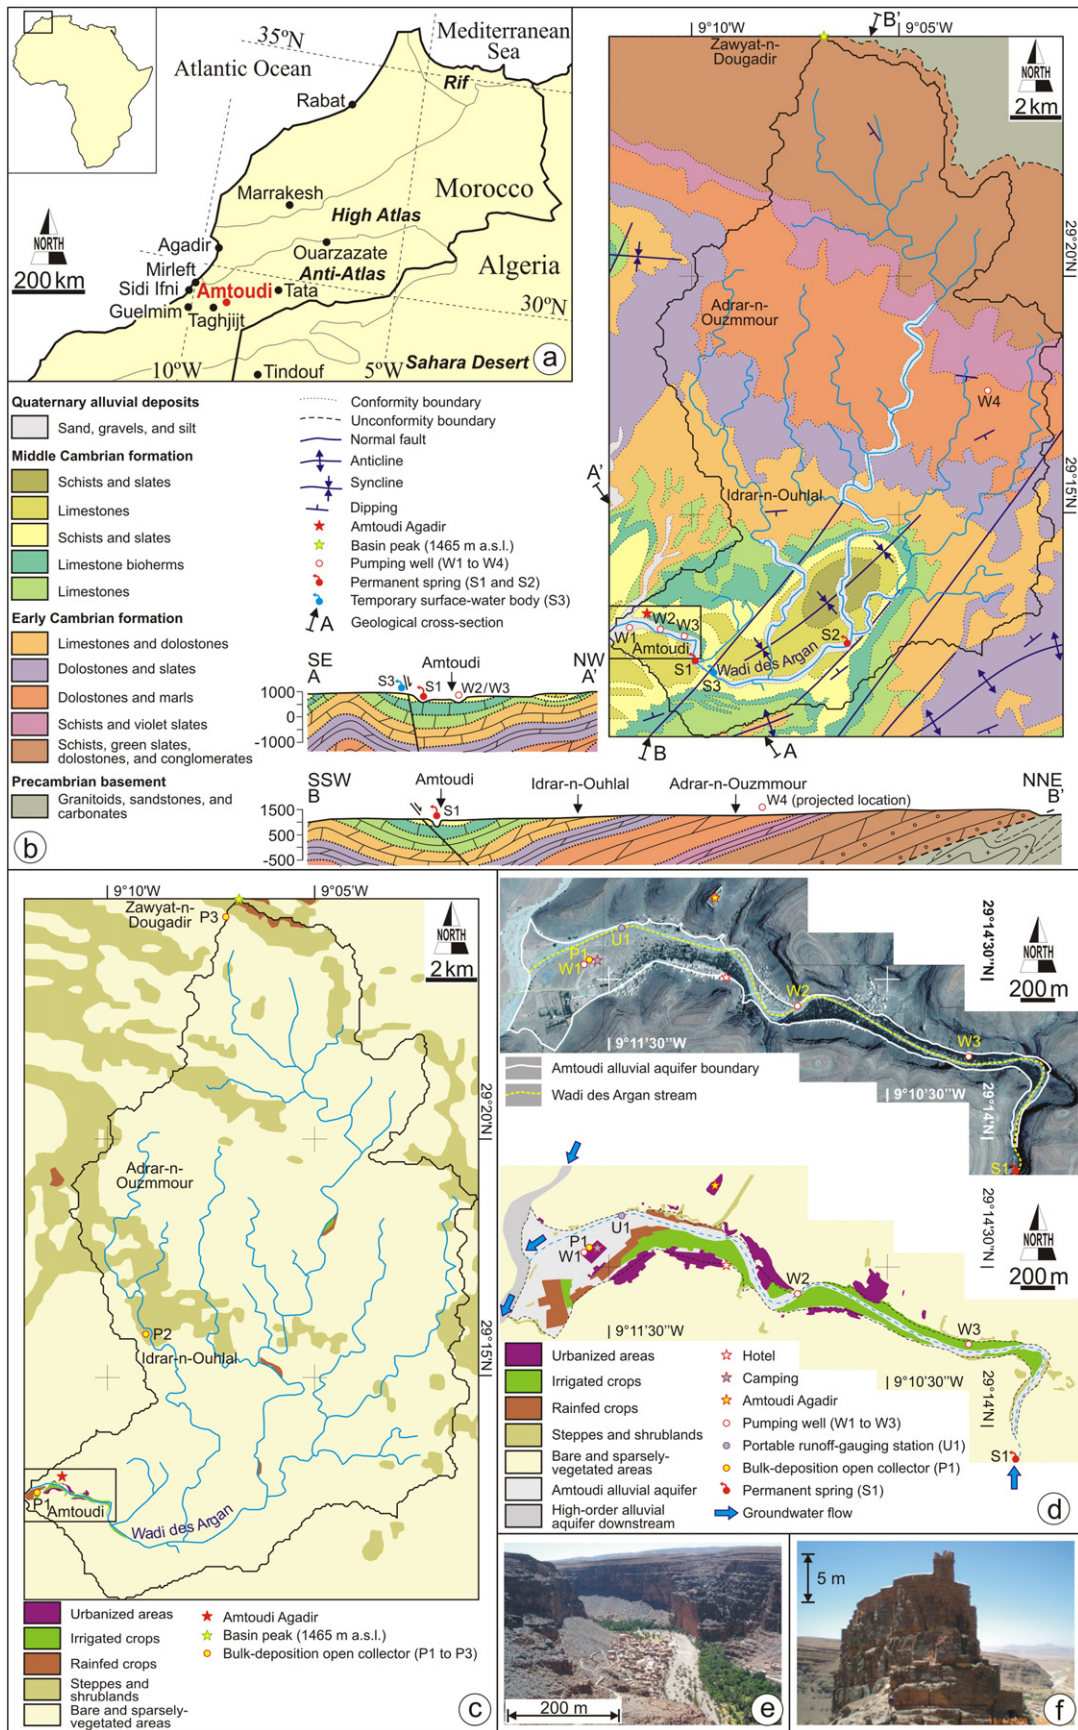 35ºN
Mediterranean
Sea
Atlantic Ocean
Rif
Rabat
Marrakesh
Morocco
High Atlas
NORTH
200 km
Agadir
Ouarzazate
Mirleft
Anti-Atlas
Algeria
Sidi Ifni
Amtoudi
Tata
Guelmim
Taghjijt
30ºN
10ºW
5ºW
Sahara Desert
Tindouf
a
Quaternary alluvial deposits
Sand, gravels, and silt
Middle Cambrian formation
Schists and slates
Limestones
Schists and slates
Limestone bioherms
Limestones
Early Cambrian formation
Limestones and dolostones
Dolostones and slates
Dolostones and marls
Schists and violet slates
Schists, green slates,
dolostones, and conglomerates
Precambrian basement
Granitoids, sandstones, and
carbonates
b
Conformity boundary
Unconformity boundary
Normal fault
Anticline
Syncline
Dipping
Amtoudi Agadir
Basin peak (1465 m a.s.l.)
Pumping well (W1 to W4)
Permanent spring (S1 and S2)
Temporary surface-water body (S3)
A
Geological cross-section
9°10'W
B'
9°05'W
Zawyat-n-
Dougadir
NORTH
2 km
29°20'N
Adrar-n-
Ouzmmour
W4
A'
Idrar-n-Ouhlal
29°15'N
W2
W1
W3
Amtoudi
S1
S2
S3
Wadi des Argan
B
A
SE
A
Amtoudi
NW
A'
S3
S1
W2/W3
1000
0
-1000
SSW
B
Amtoudi
Idrar-n-Ouhlal
Adrar-n-Ouzmmour
NNE
B'
S1
W4 (projected location)
1500
500
-500
9°10'W
9°05'W
Zawyat-n-
Dougadir
P3
NORTH
2 km
29°20'N
Adrar-n-
Ouzmmour
P2
Idrar-n-Ouhlal
29°15'N
P1
Amtoudi
Wadi des Argan
Urbanized areas
Irrigated crops
Rainfed crops
Steppes and
shrublands
Bare and sparsely-
vegetated areas
Amtoudi Agadir
Basin peak (1465 m a.s.l.)
Bulk-deposition open collector (P1 to P3)
c
29°14'30"N
NORTH
200 m
U1
P1
W1
W2
W3
9°11'30"W
9°10'30"W
29°14'N
S1
Amtoudi alluvial aquifer boundary
Wadi des Argan stream
29°14'30"N
NORTH
200 m
U1
P1
W1
W2
W3
9°11'30"W
9°10'30"W
29°14'N
S1
Urbanized areas
Irrigated crops
Rainfed crops
Steppes and shrublands
Bare and sparsely-
vegetated areas
Amtoudi alluvial aquifer
High-order alluvial
aquifer downstream
Hotel
Camping
Amtoudi Agadir
Pumping well (W1 to W3)
Portable runoff-gauging station (U1)
Bulk-deposition open collector (P1)
Permanent spring (S1)
Groundwater flow
d
200 m
e
5 m
f